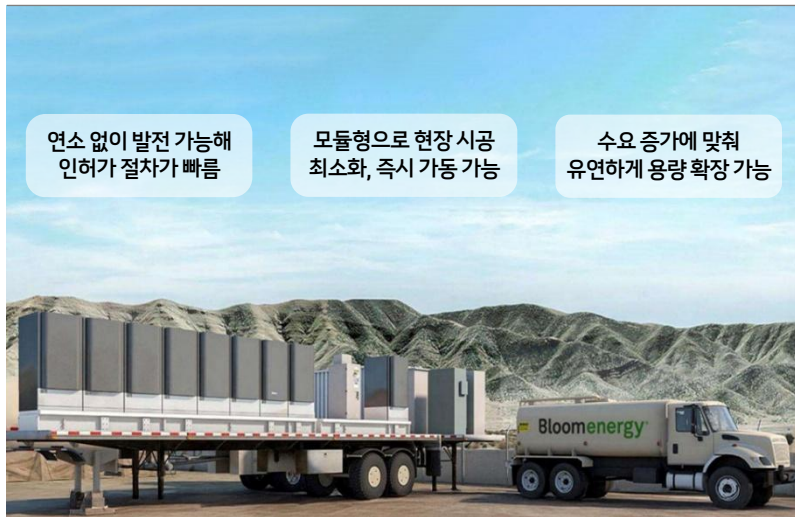 연소 없이 발전 가능해
인허가 절차가 빠름
모듈형으로 현장 시공
최소화, 즉시 가동 가능
수요 증가에 맞춰
유연하게 용량 확장 가능
Bloomenergy